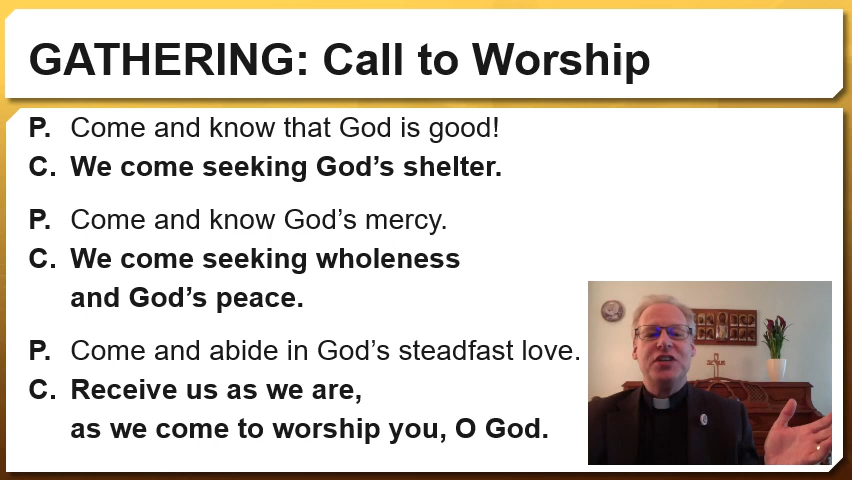 GATHERING: Call to Worship
P. Come and know that God is good!
C. We come seeking God’s shelter.
P. Come and know God’s mercy.
C. We come seeking wholeness
and God’s peace.
P. Come and abide in God’s steadfast love.
C. Receive us as we are,
as we come to worship you, O God.